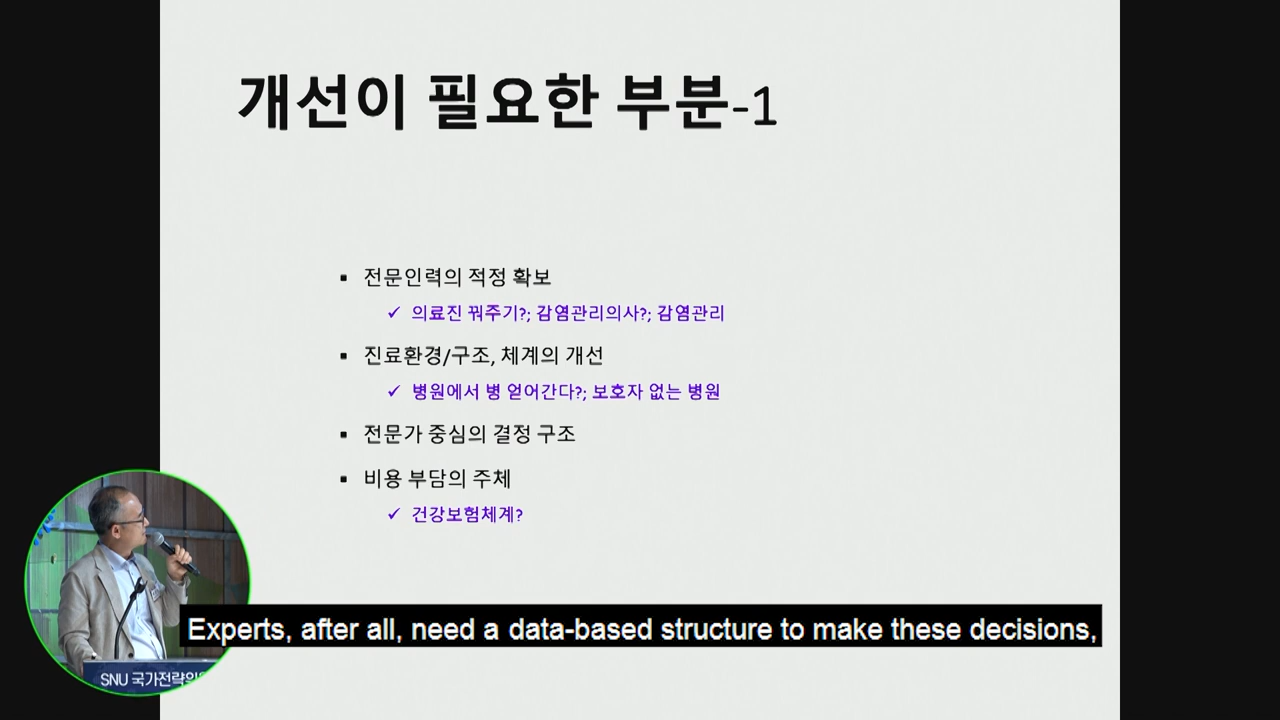 개선이 필요한 부분-1
▪ 전문인력의 적정 확보
✓ 의료진 꿔주기?; 감염관리의사?; 감염관리
▪ 진료환경/구조, 체계의 개선
✓ 병원에서 병 얻어간다?; 보호자 없는 병원
▪ 전문가 중심의 결정 구조
▪ 비용 부담의 주체
✓ 건강보험체계?
Experts, after all, need a data-based structure to make these decisions,
SNU 국가전략위